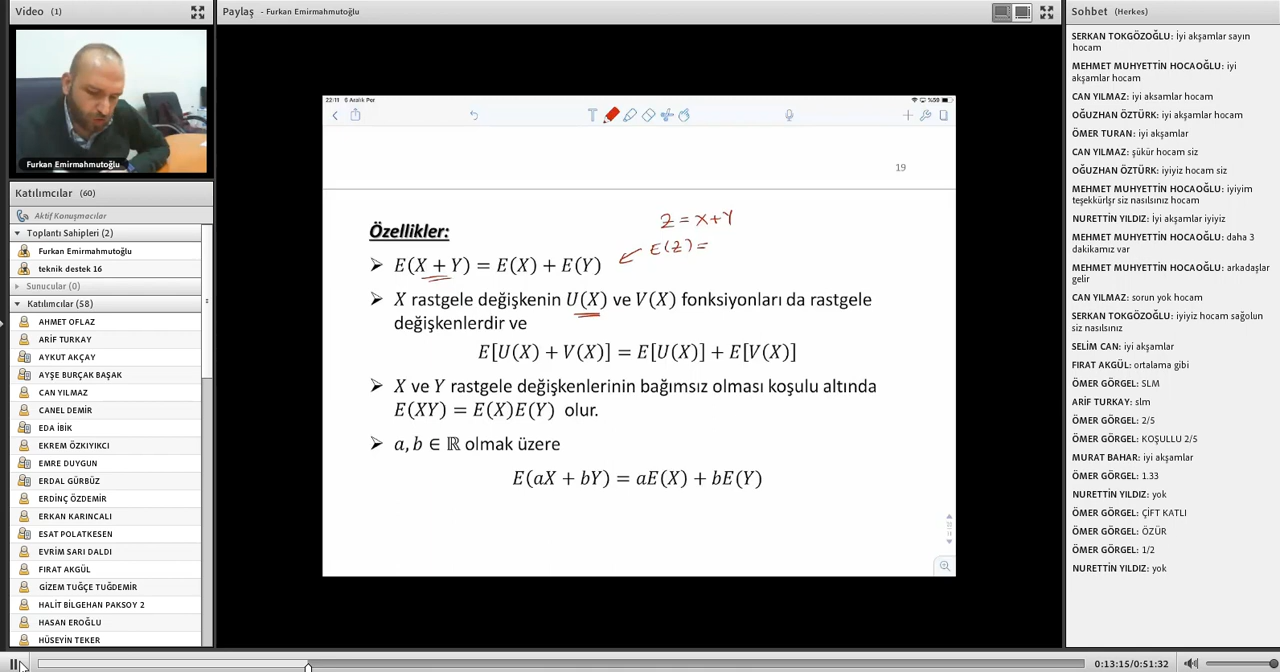 Video (1)
Furkan Emirmahmutoğlu
Katılımcılar (60)
Aktif Konuşmacılar
Toplantı Sahipleri (2)
Furkan Emirmahmutoğlu
teknik destek 16
Sunucular (0)
Katılımcılar (58)
AHMET OFLAZ
ARİF TURKAY
AYKUT AKÇAY
AYŞE BURÇAK BAŞAK
CAN YILMAZ
CANEL DEMİR
EDA İBİK
EKREM ÖZKIYIKCI
EMRE DUYGUN
ERDAL GÜRBÜZ
ERDİNÇ ÖZDEMİR
ERKAN KARINCALI
ESAT POLATKESEN
EVRİM SARI DALDI
FIRAT AKGÜL
GİZEM TUĞÇE TUĞDEMİR
HALİT BİLGEHAN PAKSOY 2
HASAN EROĞLU
HÜSEYİN TEKER
Paylaş - Furkan Emirmahmutoğlu
22:11 6 Aralık Per
%59
19
Z = X+Y
E(Z) =
Özellikler:
➤ E(X + Y) = E(X) + E(Y)
➤ X rastgele değişkenin U(X) ve V(X) fonksiyonları da rastgele
değişkenlerdir ve
E[U(X) + V(X)] = E[U(X)] + E[V(X)]
➤ X ve Y rastgele değişkenlerinin bağımsız olması koşulu altında
E(XY) = E(X)E(Y) olur.
➤ a, b ∈ ℝ olmak üzere
E(aX + bY) = aE(X) + bE(Y)
Sohbet (Herkes)
SERKAN TOKGÖZOĞLU: İyi akşamlar sayın
hocam
MEHMET MUHYETTİN HOCAOĞLU: iyi
akşamlar hocam
CAN YILMAZ: iyi aksamlar hocam
OĞUZHAN ÖZTÜRK: iyi akşamlar hocam
ÖMER TURAN: iyi akşamlar
CAN YILMAZ: şükür hocam siz
OĞUZHAN ÖZTÜRK: iyiyiz hocam siz
MEHMET MUHYETTİN HOCAOĞLU: iyiyim
teşekkürlşr siz nasılsınız hocam
NURETTİN YILDIZ: İyi akşamlar iyiyiz
MEHMET MUHYETTİN HOCAOĞLU: daha 3
dakikamız var
MEHMET MUHYETTİN HOCAOĞLU: arkadaşlar
gelir
CAN YILMAZ: sorun yok hocam
SERKAN TOKGÖZOĞLU: iyiyiz hocam sağolun
siz nasılsınız
SELİM CAN: iyi akşamlar
FIRAT AKGÜL: ortalama gibi
ÖMER GÖRGEL: SLM
ARİF TURKAY: slm
ÖMER GÖRGEL: 2/5
ÖMER GÖRGEL: KOŞULLU 2/5
MURAT BAHAR: iyi akşamlar
ÖMER GÖRGEL: 1.33
NURETTİN YILDIZ: yok
ÖMER GÖRGEL: ÇİFT KATLI
ÖMER GÖRGEL: ÖZÜR
ÖMER GÖRGEL: 1/2
NURETTİN YILDIZ: yok
0:13:15/0:51:32